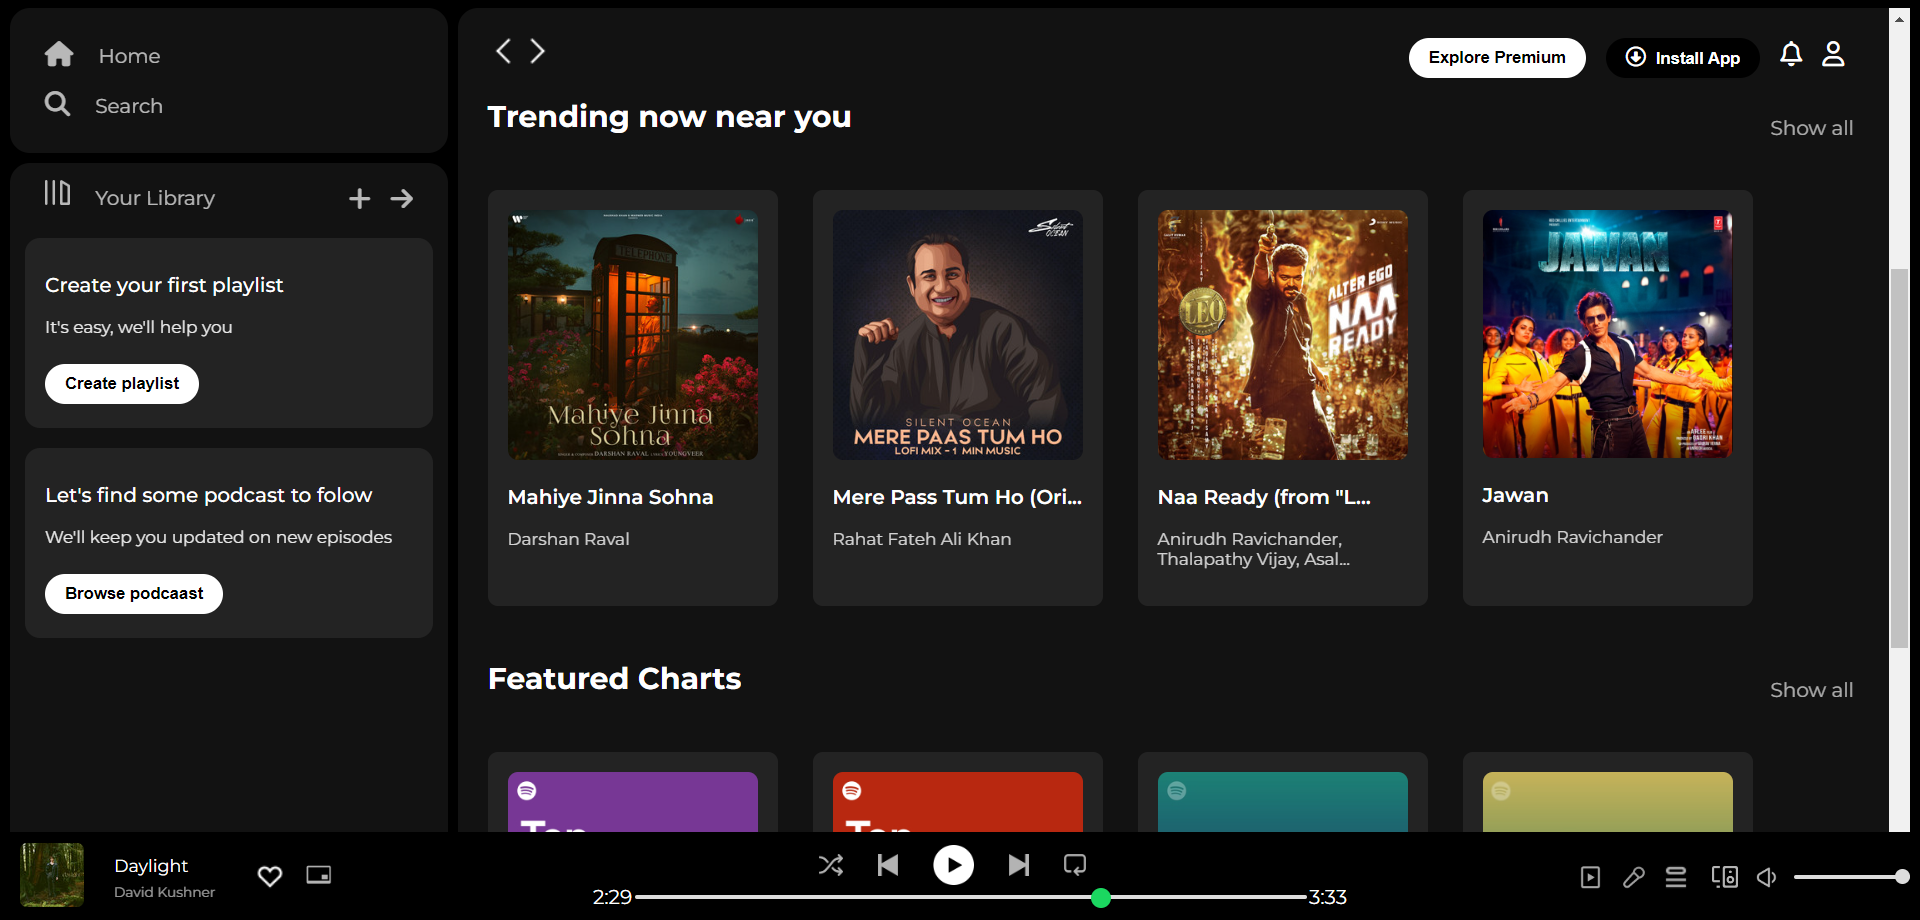 Home
Search
Your Library
Create your first playlist
It's easy, we'll help you
Create playlist
Let's find some podcast to folow
We'll keep you updated on new episodes
Browse podcaast
Explore Premium
Install App
Trending now near you
Show all
TELEPHONE
Mahiye Jinna
Sohna
DARSHAN RAVAL
YOUNGVEER
Mahiye Jinna Sohna
Darshan Raval
Silent
OCEAN
SILENT OCEAN
MERE PAAS TUM HO
LOFI MIX - 1 MIN MUSIC
Mere Pass Tum Ho (Ori...
Rahat Fateh Ali Khan
LEO
ALTER EGO
NAA
READY
Naa Ready (from "L...
Anirudh Ravichander,
Thalapathy Vijay, Asal...
JAWAN
Jawan
Anirudh Ravichander
Featured Charts
Show all
Top
Top
Daylight
David Kushner
2:29
3:33